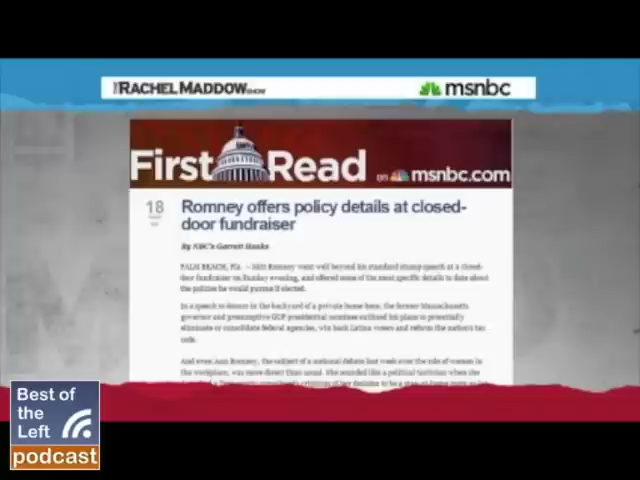 THE RACHEL MADDOW SHOW
msnbc
First Read
on msnbc.com
18
Romney offers policy details at closed-
door fundraiser
By NBC's Garrett Haake
PALM BEACH, Fla. -- Mitt Romney went well beyond his standard stump speech at a closed-
door fundraiser on Sunday evening, and offered some of the most specific details to date about
the policies he would pursue if elected.
In a speech to donors in the backyard of a private home here, the former Massachusetts
governor and presumptive GOP presidential nominee outlined his plans to potentially
eliminate or consolidate federal agencies, win back Latino voters and reform the nation's tax
code.
And even Ann Romney, the subject of a national debate last week over the role of women in
the workplace, was more direct than usual. She sounded like a political tactician when she
Best of
the
Left
podcast